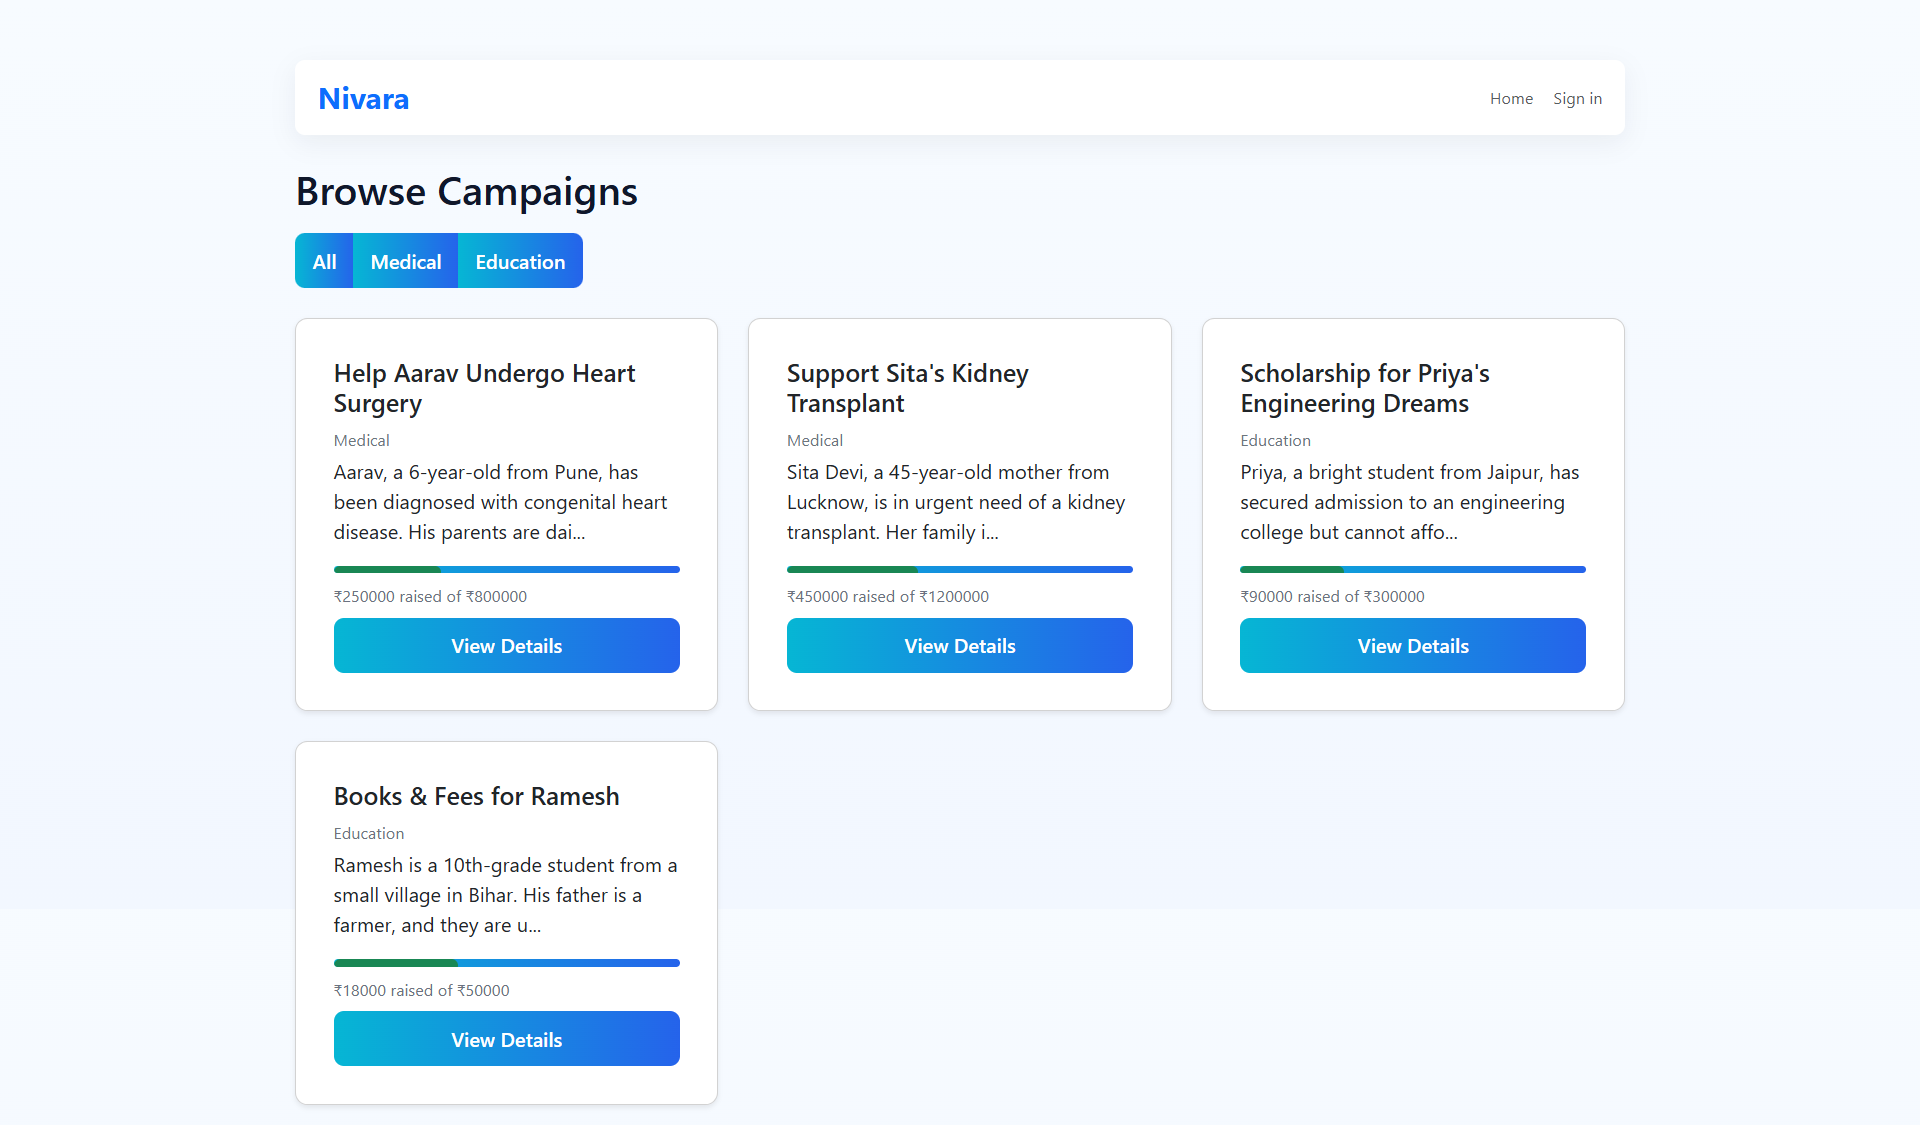 Nivara
Home
Sign in
Browse Campaigns
All
Medical
Education
Help Aarav Undergo Heart
Surgery
Medical
Aarav, a 6-year-old from Pune, has
been diagnosed with congenital heart
disease. His parents are dai...
₹250000 raised of ₹800000
View Details
Support Sita's Kidney
Transplant
Medical
Sita Devi, a 45-year-old mother from
Lucknow, is in urgent need of a kidney
transplant. Her family i...
₹450000 raised of ₹1200000
View Details
Scholarship for Priya's
Engineering Dreams
Education
Priya, a bright student from Jaipur, has
secured admission to an engineering
college but cannot affo...
₹90000 raised of ₹300000
View Details
Books & Fees for Ramesh
Education
Ramesh is a 10th-grade student from a
small village in Bihar. His father is a
farmer, and they are u...
₹18000 raised of ₹50000
View Details